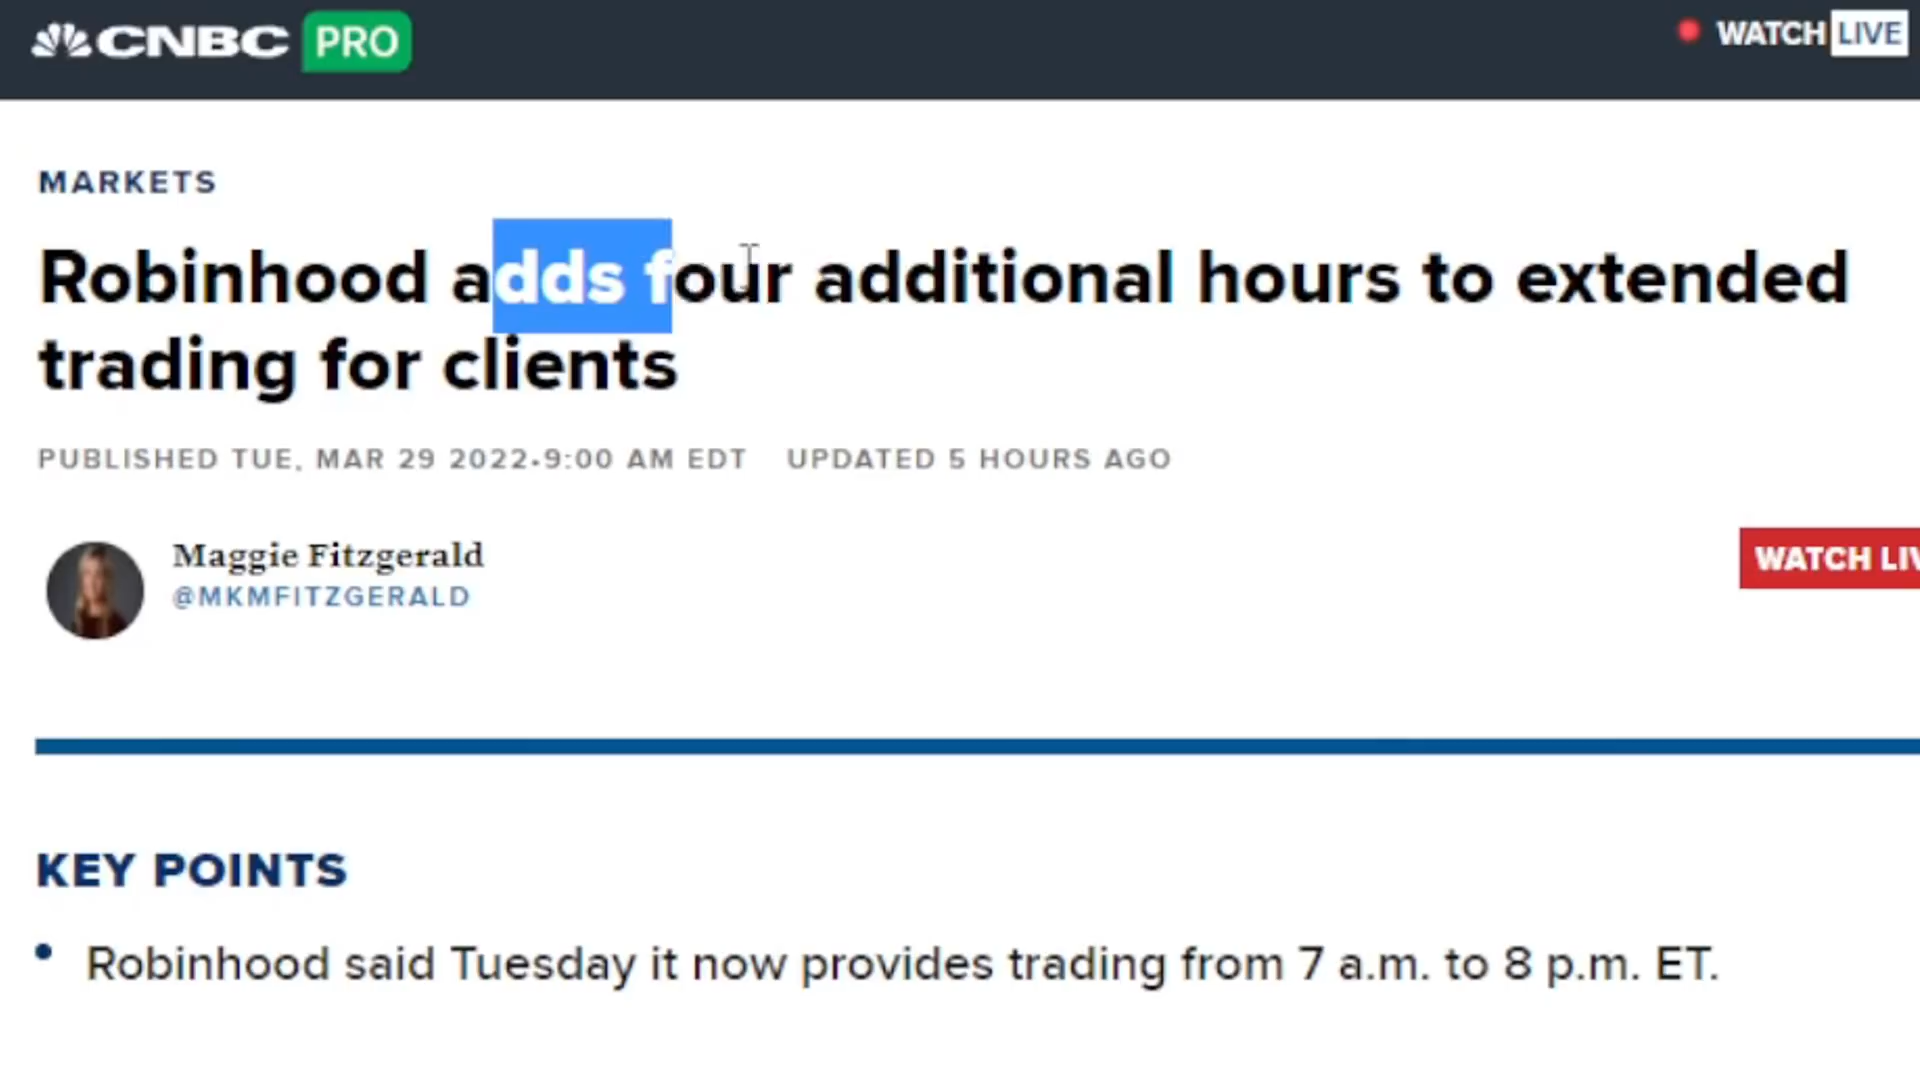 CNBC PRO
WATCH LIVE
MARKETS
Robinhood adds four additional hours to extended
trading for clients
PUBLISHED TUE, MAR 29 2022•9:00 AM EDT UPDATED 5 HOURS AGO
Maggie Fitzgerald
@MKMFITZGERALD
WATCH LIV
KEY POINTS
• Robinhood said Tuesday it now provides trading from 7 a.m. to 8 p.m. ET.